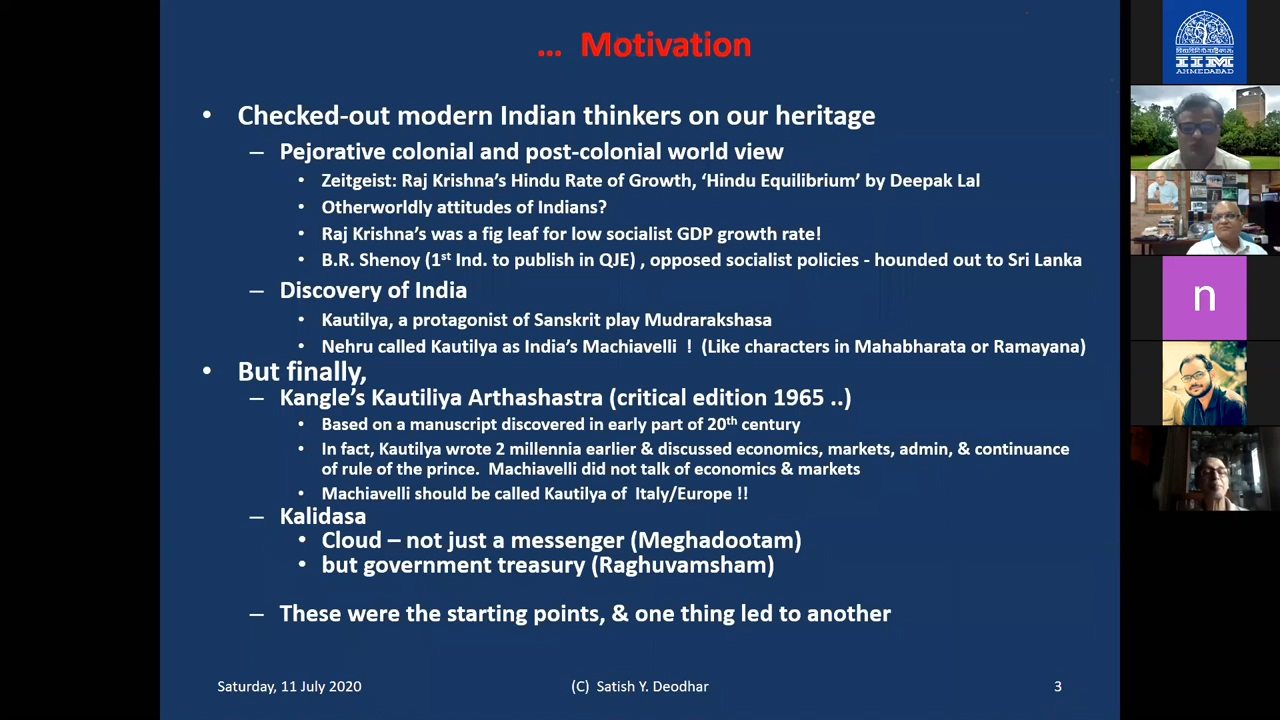 ... Motivation
• Checked-out modern Indian thinkers on our heritage
– Pejorative colonial and post-colonial world view
• Zeitgeist: Raj Krishna's Hindu Rate of Growth, 'Hindu Equilibrium' by Deepak Lal
• Otherworldly attitudes of Indians?
• Raj Krishna's was a fig leaf for low socialist GDP growth rate!
• B.R. Shenoy (1st Ind. to publish in QJE) , opposed socialist policies - hounded out to Sri Lanka
– Discovery of India
• Kautilya, a protagonist of Sanskrit play Mudrarakshasa
• Nehru called Kautilya as India's Machiavelli ! (Like characters in Mahabharata or Ramayana)
• But finally,
– Kangle's Kautiliya Arthashastra (critical edition 1965 ..)
• Based on a manuscript discovered in early part of 20th century
• In fact, Kautilya wrote 2 millennia earlier & discussed economics, markets, admin, & continuance
of rule of the prince. Machiavelli did not talk of economics & markets
• Machiavelli should be called Kautilya of Italy/Europe !!
– Kalidasa
• Cloud – not just a messenger (Meghadootam)
• but government treasury (Raghuvamsham)
– These were the starting points, & one thing led to another
Saturday, 11 July 2020
(C) Satish Y. Deodhar
3
IIM
AHMEDABAD
n